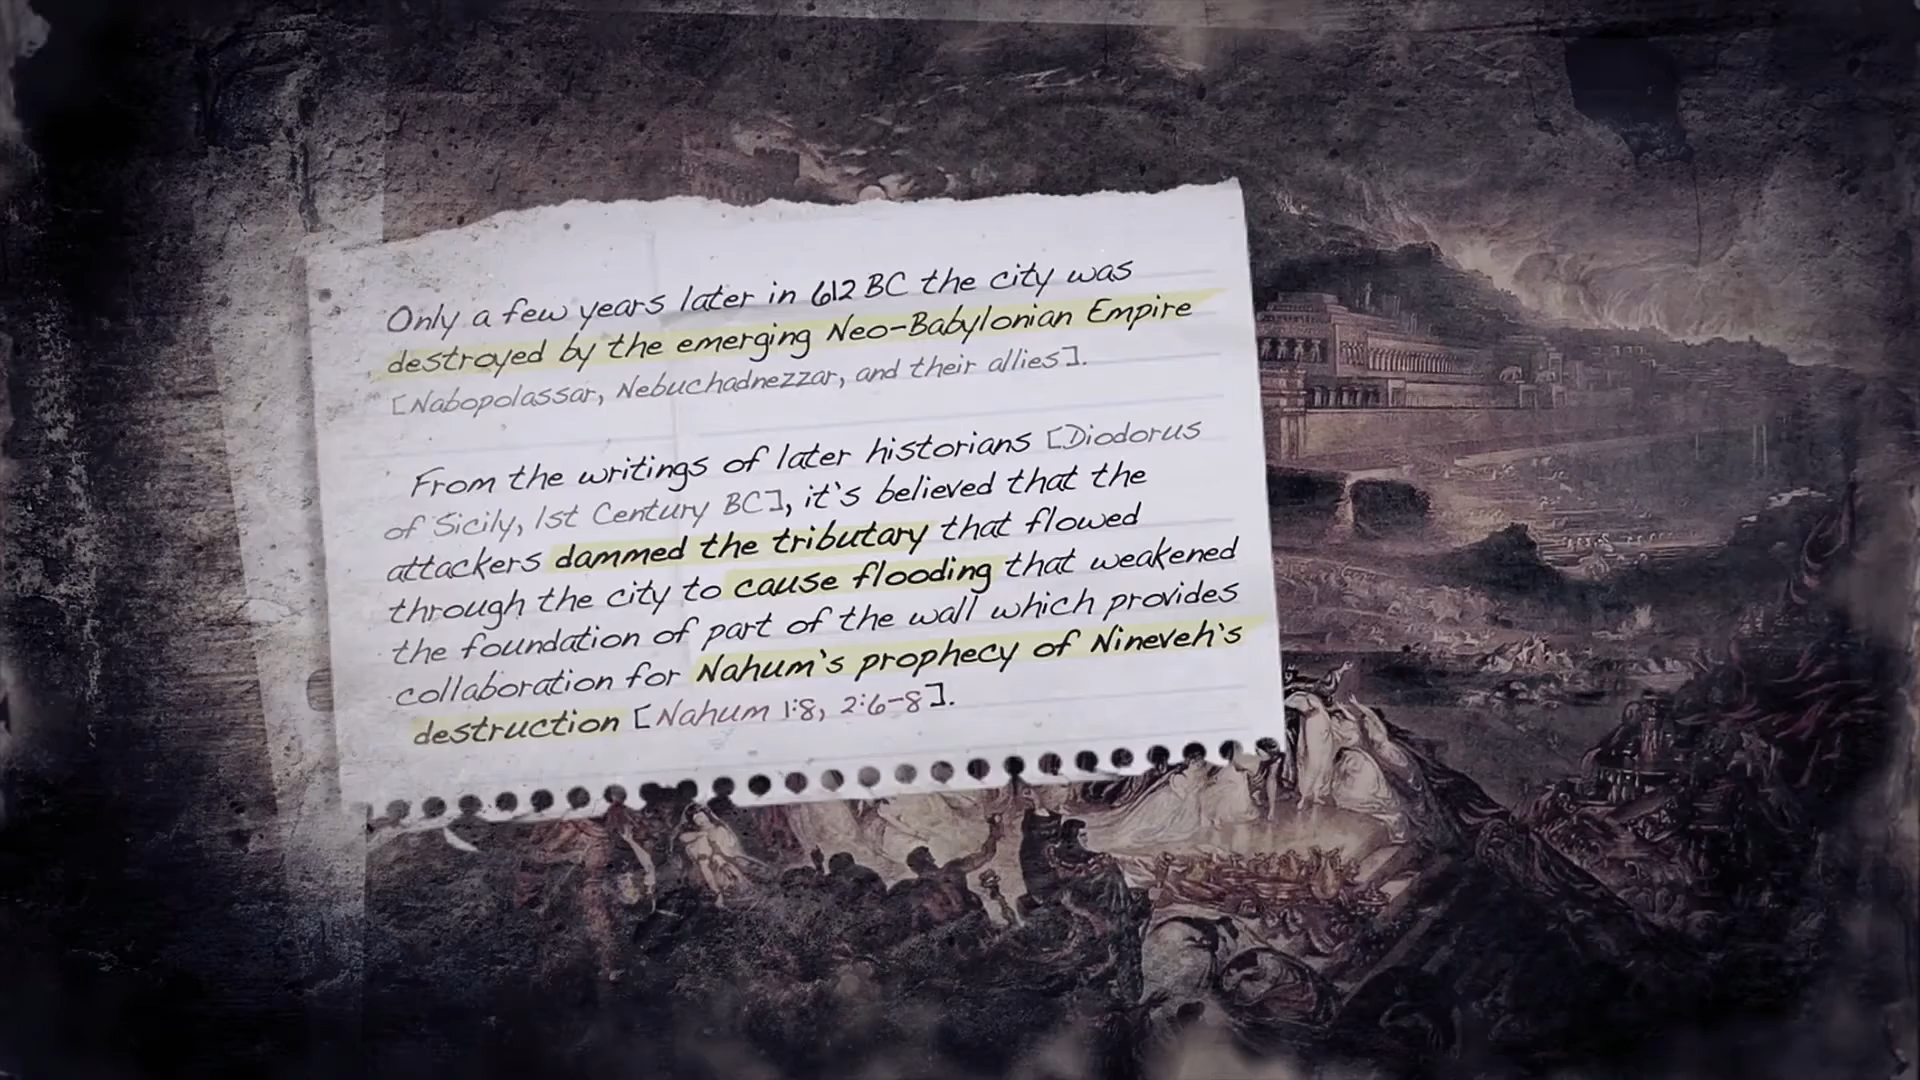 Only a few years later in 612 BC the city was
destroyed by the emerging Neo-Babylonian Empire
[Nabopolassar, Nebuchadnezzar, and their allies].
From the writings of later historians [Diodorus
of Sicily, 1st Century BC], it's believed that the
attackers dammed the tributary that flowed
through the city to cause flooding that weakened
the foundation of part of the wall which provides
collaboration for Nahum's prophecy of Nineveh's
destruction [Nahum 1:8, 2:6-8].